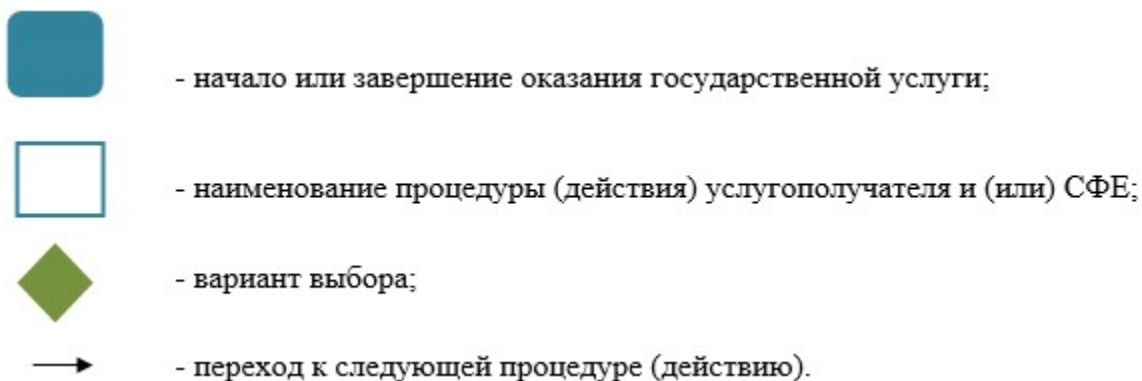 - начало или завершение оказания государственной услуги;
- наименование процедуры (действия) услугополучателя и (или) СФЕ;
- вариант выбора;
- переход к следующей процедуре (действию).